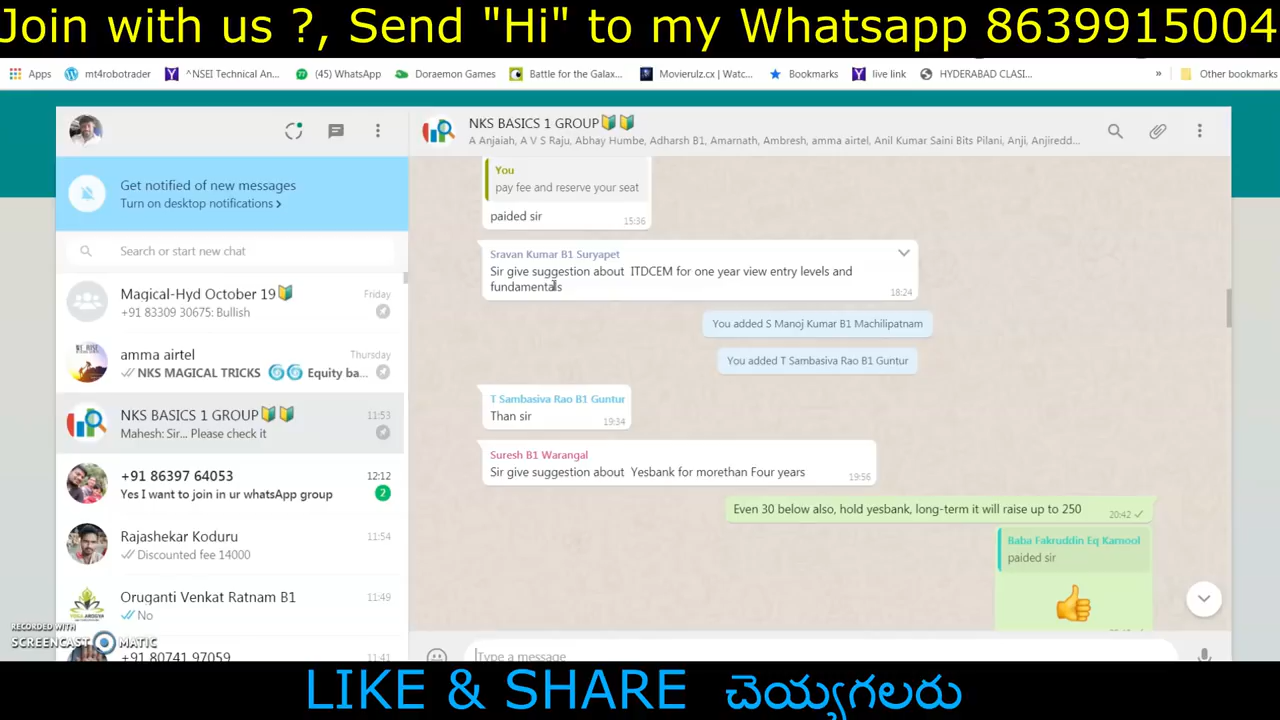 Join with us ?, Send "Hi" to my Whatsapp 8639915004
Apps mt4robotrader ^NSEI Technical An... (45) WhatsApp Doraemon Games Battle for the Galax... Movierulz.cx | Watc... Bookmarks live link HYDERABAD CLASI... » Other bookmarks
NKS BASICS 1 GROUP
A Anjaiah, A V S Raju, Abhay Humbe, Adharsh B1, Amarnath, Ambresh, amma airtel, Anil Kumar Saini Bits Pilani, Anji, Anjiredd...
Get notified of new messages
Turn on desktop notifications >
Search or start new chat
Magical-Hyd October 19 Friday
+91 83309 30675: Bullish
amma airtel Thursday
NKS MAGICAL TRICKS Equity ba...
NKS BASICS 1 GROUP 11:53
Mahesh: Sir... Please check it
+91 86397 64053 12:12
Yes I want to join in ur whatsApp group 2
Rajashekar Koduru 11:54
Discounted fee 14000
Oruganti Venkat Ratnam B1 11:49
No
+91 80741 97059 11:41
You
pay fee and reserve your seat
paided sir 15:36
Sravan Kumar B1 Suryapet
Sir give suggestion about ITDCEM for one year view entry levels and
fundamentals 18:24
You added S Manoj Kumar B1 Machilipatnam
You added T Sambasiva Rao B1 Guntur
T Sambasiva Rao B1 Guntur
Than sir 19:34
Suresh B1 Warangal
Sir give suggestion about Yesbank for morethan Four years 19:56
Even 30 below also, hold yesbank, long-term it will raise up to 250 20:42
Baba Fakruddin Eq Karnool
paided sir
Type a message
RECORDED WITH
SCREENCAST MATIC
LIKE & SHARE చెయ్యగలరు